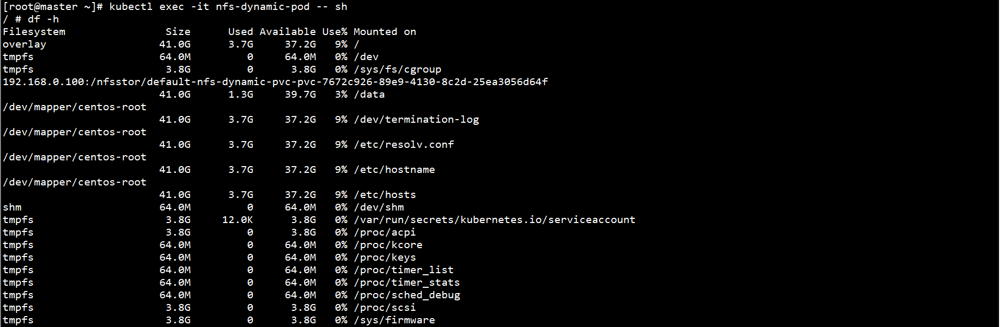 [root@master ~]# kubectl exec -it nfs-dynamic-pod -- sh
/ # df -h
Filesystem                Size      Used Available Use% Mounted on
overlay                  41.0G      3.7G     37.2G   9% /
tmpfs                    64.0M         0     64.0M   0% /dev
tmpfs                     3.8G         0      3.8G   0% /sys/fs/cgroup
192.168.0.100:/nfsstor/default-nfs-dynamic-pvc-pvc-7672c926-89e9-4130-8c2d-25ea3056d64f
                         41.0G      1.3G     39.7G   3% /data
/dev/mapper/centos-root
                         41.0G      3.7G     37.2G   9% /dev/termination-log
/dev/mapper/centos-root
                         41.0G      3.7G     37.2G   9% /etc/resolv.conf
/dev/mapper/centos-root
                         41.0G      3.7G     37.2G   9% /etc/hostname
/dev/mapper/centos-root
                         41.0G      3.7G     37.2G   9% /etc/hosts
shm                      64.0M         0     64.0M   0% /dev/shm
tmpfs                     3.8G     12.0K      3.8G   0% /var/run/secrets/kubernetes.io/serviceaccount
tmpfs                     3.8G         0      3.8G   0% /proc/acpi
tmpfs                    64.0M         0     64.0M   0% /proc/kcore
tmpfs                    64.0M         0     64.0M   0% /proc/keys
tmpfs                    64.0M         0     64.0M   0% /proc/timer_list
tmpfs                    64.0M         0     64.0M   0% /proc/timer_stats
tmpfs                    64.0M         0     64.0M   0% /proc/sched_debug
tmpfs                     3.8G         0      3.8G   0% /proc/scsi
tmpfs                     3.8G         0      3.8G   0% /sys/firmware